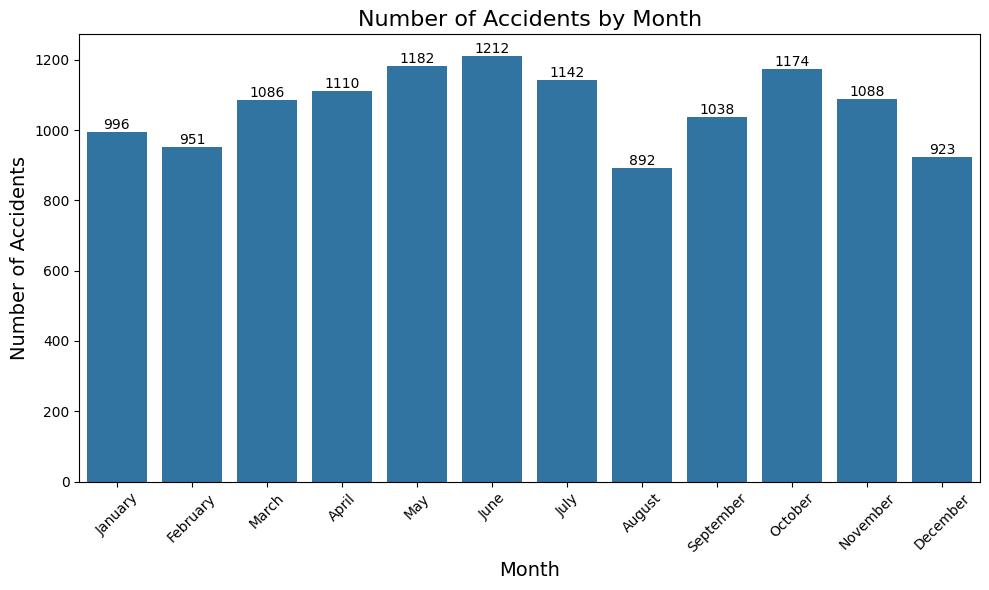 Number of Accidents by Month
Number of Accidents
1200
1000
800
600
400
200
0
996
951
1086
1110
1182
1212
1142
892
1038
1174
1088
923
January
February
March
April
May
June
July
August
September
October
November
December
Month